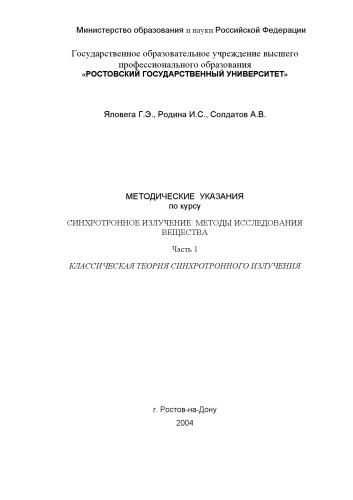 Министерство образования и науки Российской Федерации
Государственное образовательное учреждение высшего
профессионального образования
«РОСТОВСКИЙ ГОСУДАРСТВЕННЫЙ УНИВЕРСИТЕТ»
Яловега Г.Э., Родина И.С., Солдатов А.В.
МЕТОДИЧЕСКИЕ УКАЗАНИЯ
по курсу
СИНХРОТРОННОЕ ИЗЛУЧЕНИЕ: МЕТОДЫ ИССЛЕДОВАНИЯ
ВЕЩЕСТВА
Часть 1
КЛАССИЧЕСКАЯ ТЕОРИЯ СИНХРОТРОННОГО ИЗЛУЧЕНИЯ
г. Ростов-на-Дону
2004